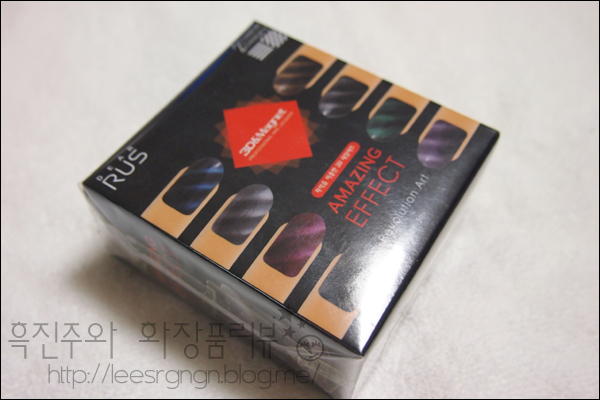 RUS
3D&Magnet
AMAZING
EFFECT
Revolution Art
흑진주와 화장품리뷰
http://leesrgngn.blog.me/